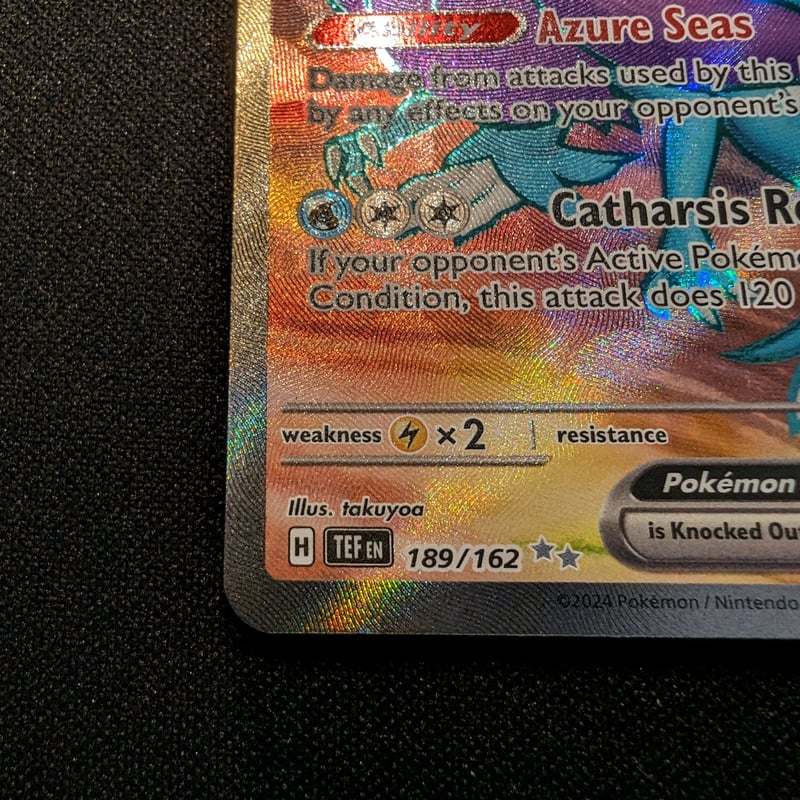 ability Azure Seas
Damage from attacks used by this
by any effects on your opponent's
Catharsis R
If your opponent's Active Pokém
Condition, this attack does 120
weakness ×2 resistance
Pokémon
is Knocked Ou
Illus. takuyoa
H TEF EN 189/162
©2024 Pokémon / Nintendo